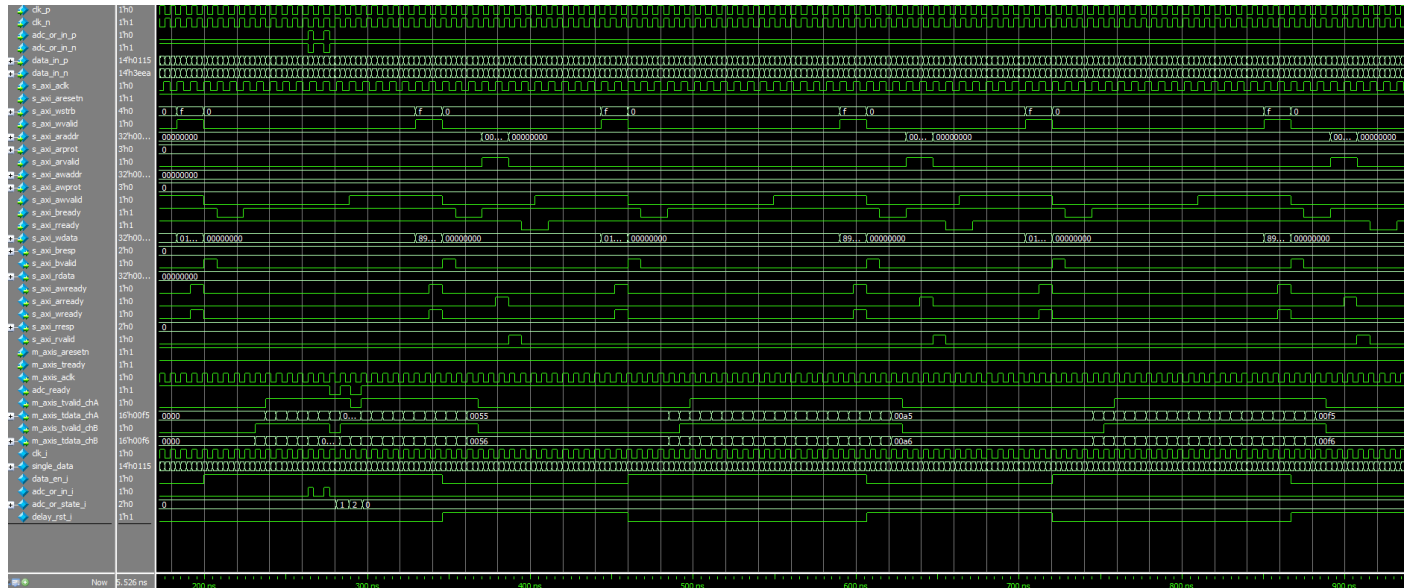 clk_p 1'h0
clk_n 1'h1
adc_or_in_p 1'h0
adc_or_in_n 1'h1
data_in_p 14'h0115
data_in_n 14'h3eea
s_axi_aclk 1'h0
s_axi_aresetn 1'h1
s_axi_wstrb 4'h0 0 f 0 f 0 f 0 f 0 f 0 f 0
s_axi_wvalid 1'h0
s_axi_araddr 32'h00... 00000000 00... 00000000 00... 00000000 00... 00000000
s_axi_arprot 3'h0 0
s_axi_arvalid 1'h0
s_axi_awaddr 32'h00... 00000000
s_axi_awprot 3'h0 0
s_axi_awvalid 1'h0
s_axi_bready 1'h1
s_axi_rready 1'h1
s_axi_wdata 32'h00... 01... 00000000 89... 00000000 01... 00000000 89... 00000000 01... 00000000 89... 00000000
s_axi_bresp 2'h0 0
s_axi_bvalid 1'h0
s_axi_rdata 32'h00... 00000000
s_axi_awready 1'h0
s_axi_arready 1'h0
s_axi_wready 1'h0
s_axi_rresp 2'h0 0
s_axi_rvalid 1'h0
m_axis_aresetn 1'h1
m_axis_tready 1'h1
m_axis_aclk 1'h0
adc_ready 1'h1
m_axis_tvalid_chA 1'h0
m_axis_tdata_chA 16'h00f5 0000 0... 0055 00a5 00f5
m_axis_tvalid_chB 1'h0
m_axis_tdata_chB 16'h00f6 0000 0... 0056 00a6 00f6
clk_i 1'h0
single_data 14'h0115
data_en_i 1'h0
adc_or_in_i 1'h0
adc_or_state_i 2'h0 0 1 2 0
delay_rst_i 1'h1
Now 5.526 ns 200 ns 300 ns 400 ns 500 ns 600 ns 700 ns 800 ns 900 ns